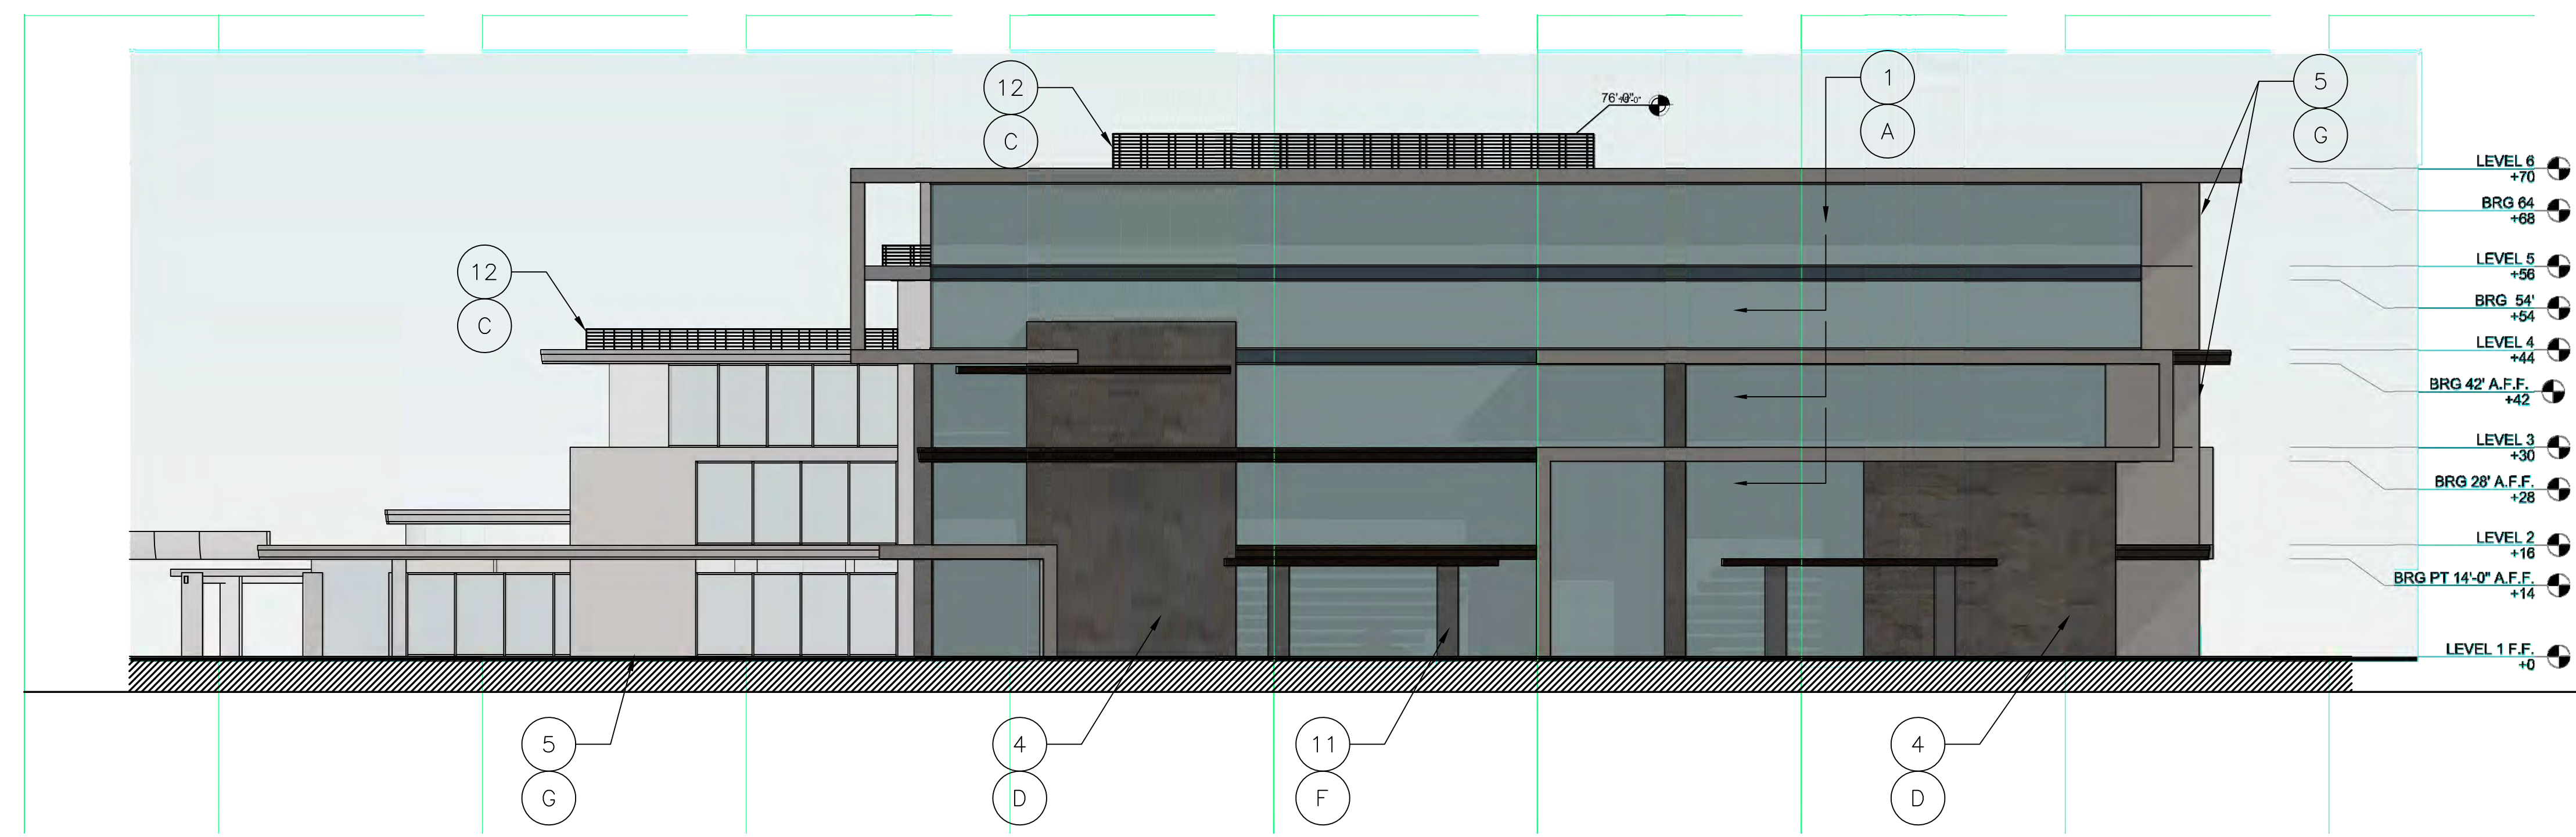 12
C
1
A
5
G
76'-0"
12
C
LEVEL 6
+70
BRG 64
+68
LEVEL 5
+56
BRG 54'
+54
LEVEL 4
+44
BRG 42' A.F.F.
+42
LEVEL 3
+30
BRG 28' A.F.F.
+28
LEVEL 2
+16
BRG PT 14'-0" A.F.F.
+14
LEVEL 1 F.F.
+0
5
G
4
D
11
F
4
D